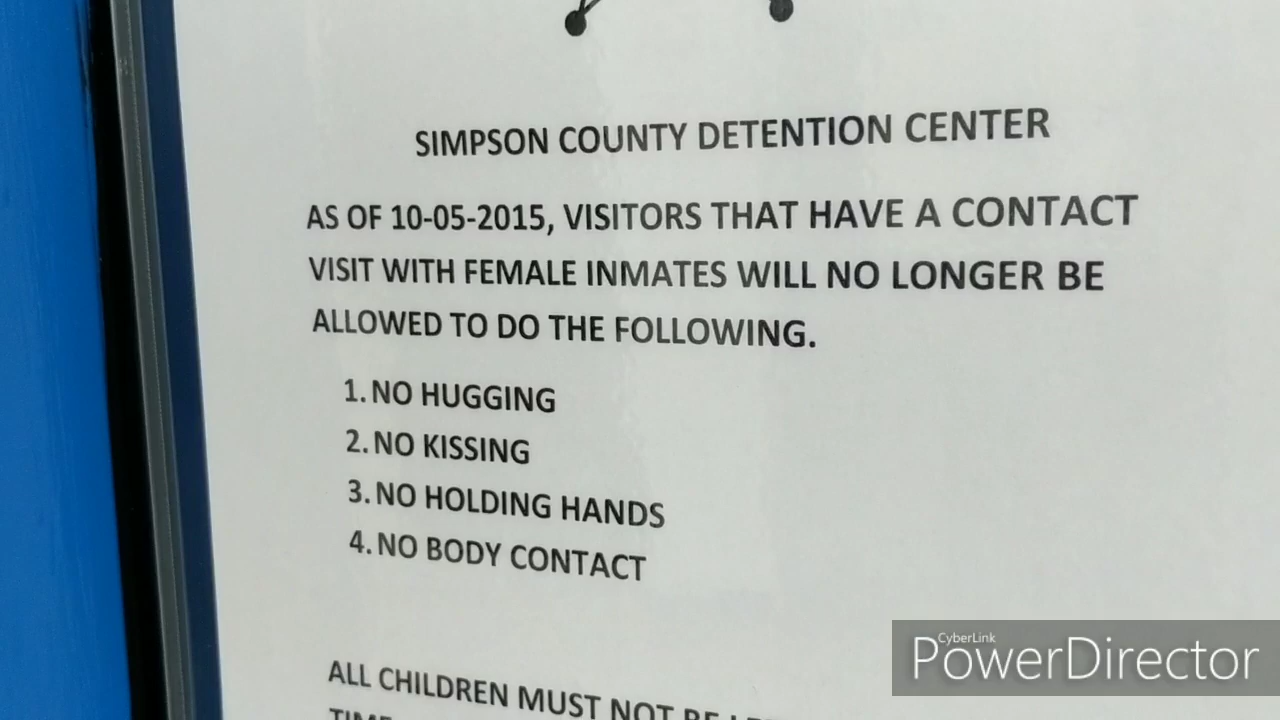 SIMPSON COUNTY DETENTION CENTER
AS OF 10-05-2015, VISITORS THAT HAVE A CONTACT
VISIT WITH FEMALE INMATES WILL NO LONGER BE
ALLOWED TO DO THE FOLLOWING.
1. NO HUGGING
2. NO KISSING
3. NO HOLDING HANDS
4. NO BODY CONTACT
ALL CHILDREN MUST NOT BE
TIME
CyberLink
PowerDirector